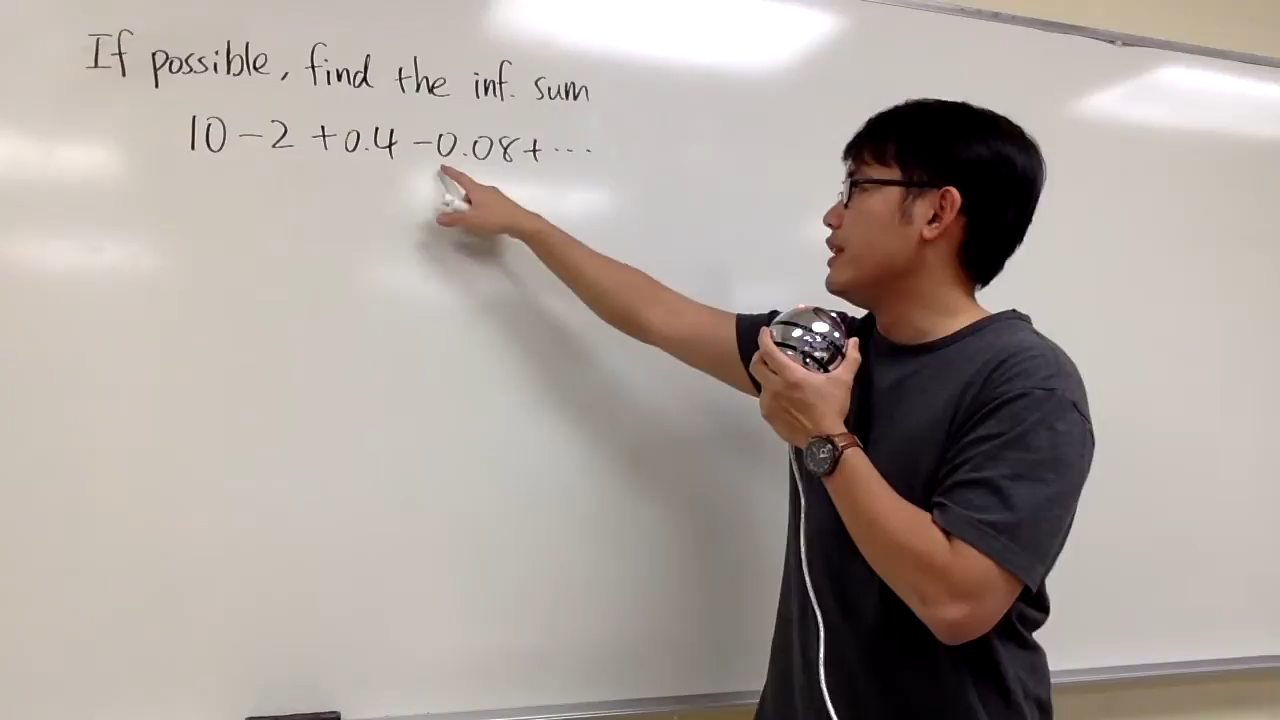 If possible, find the inf. sum
10 - 2 + 0.4 - 0.08 + ...